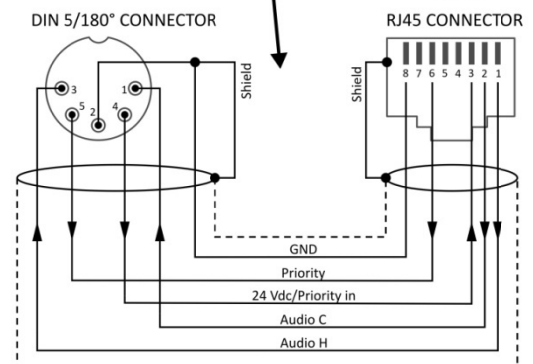 DIN 5/180° CONNECTOR
RJ45 CONNECTOR
3
1
5
4
2
Shield
Shield
8 7 6 5 4 3 2 1
GND
Priority
24 Vdc/Priority in
Audio C
Audio H